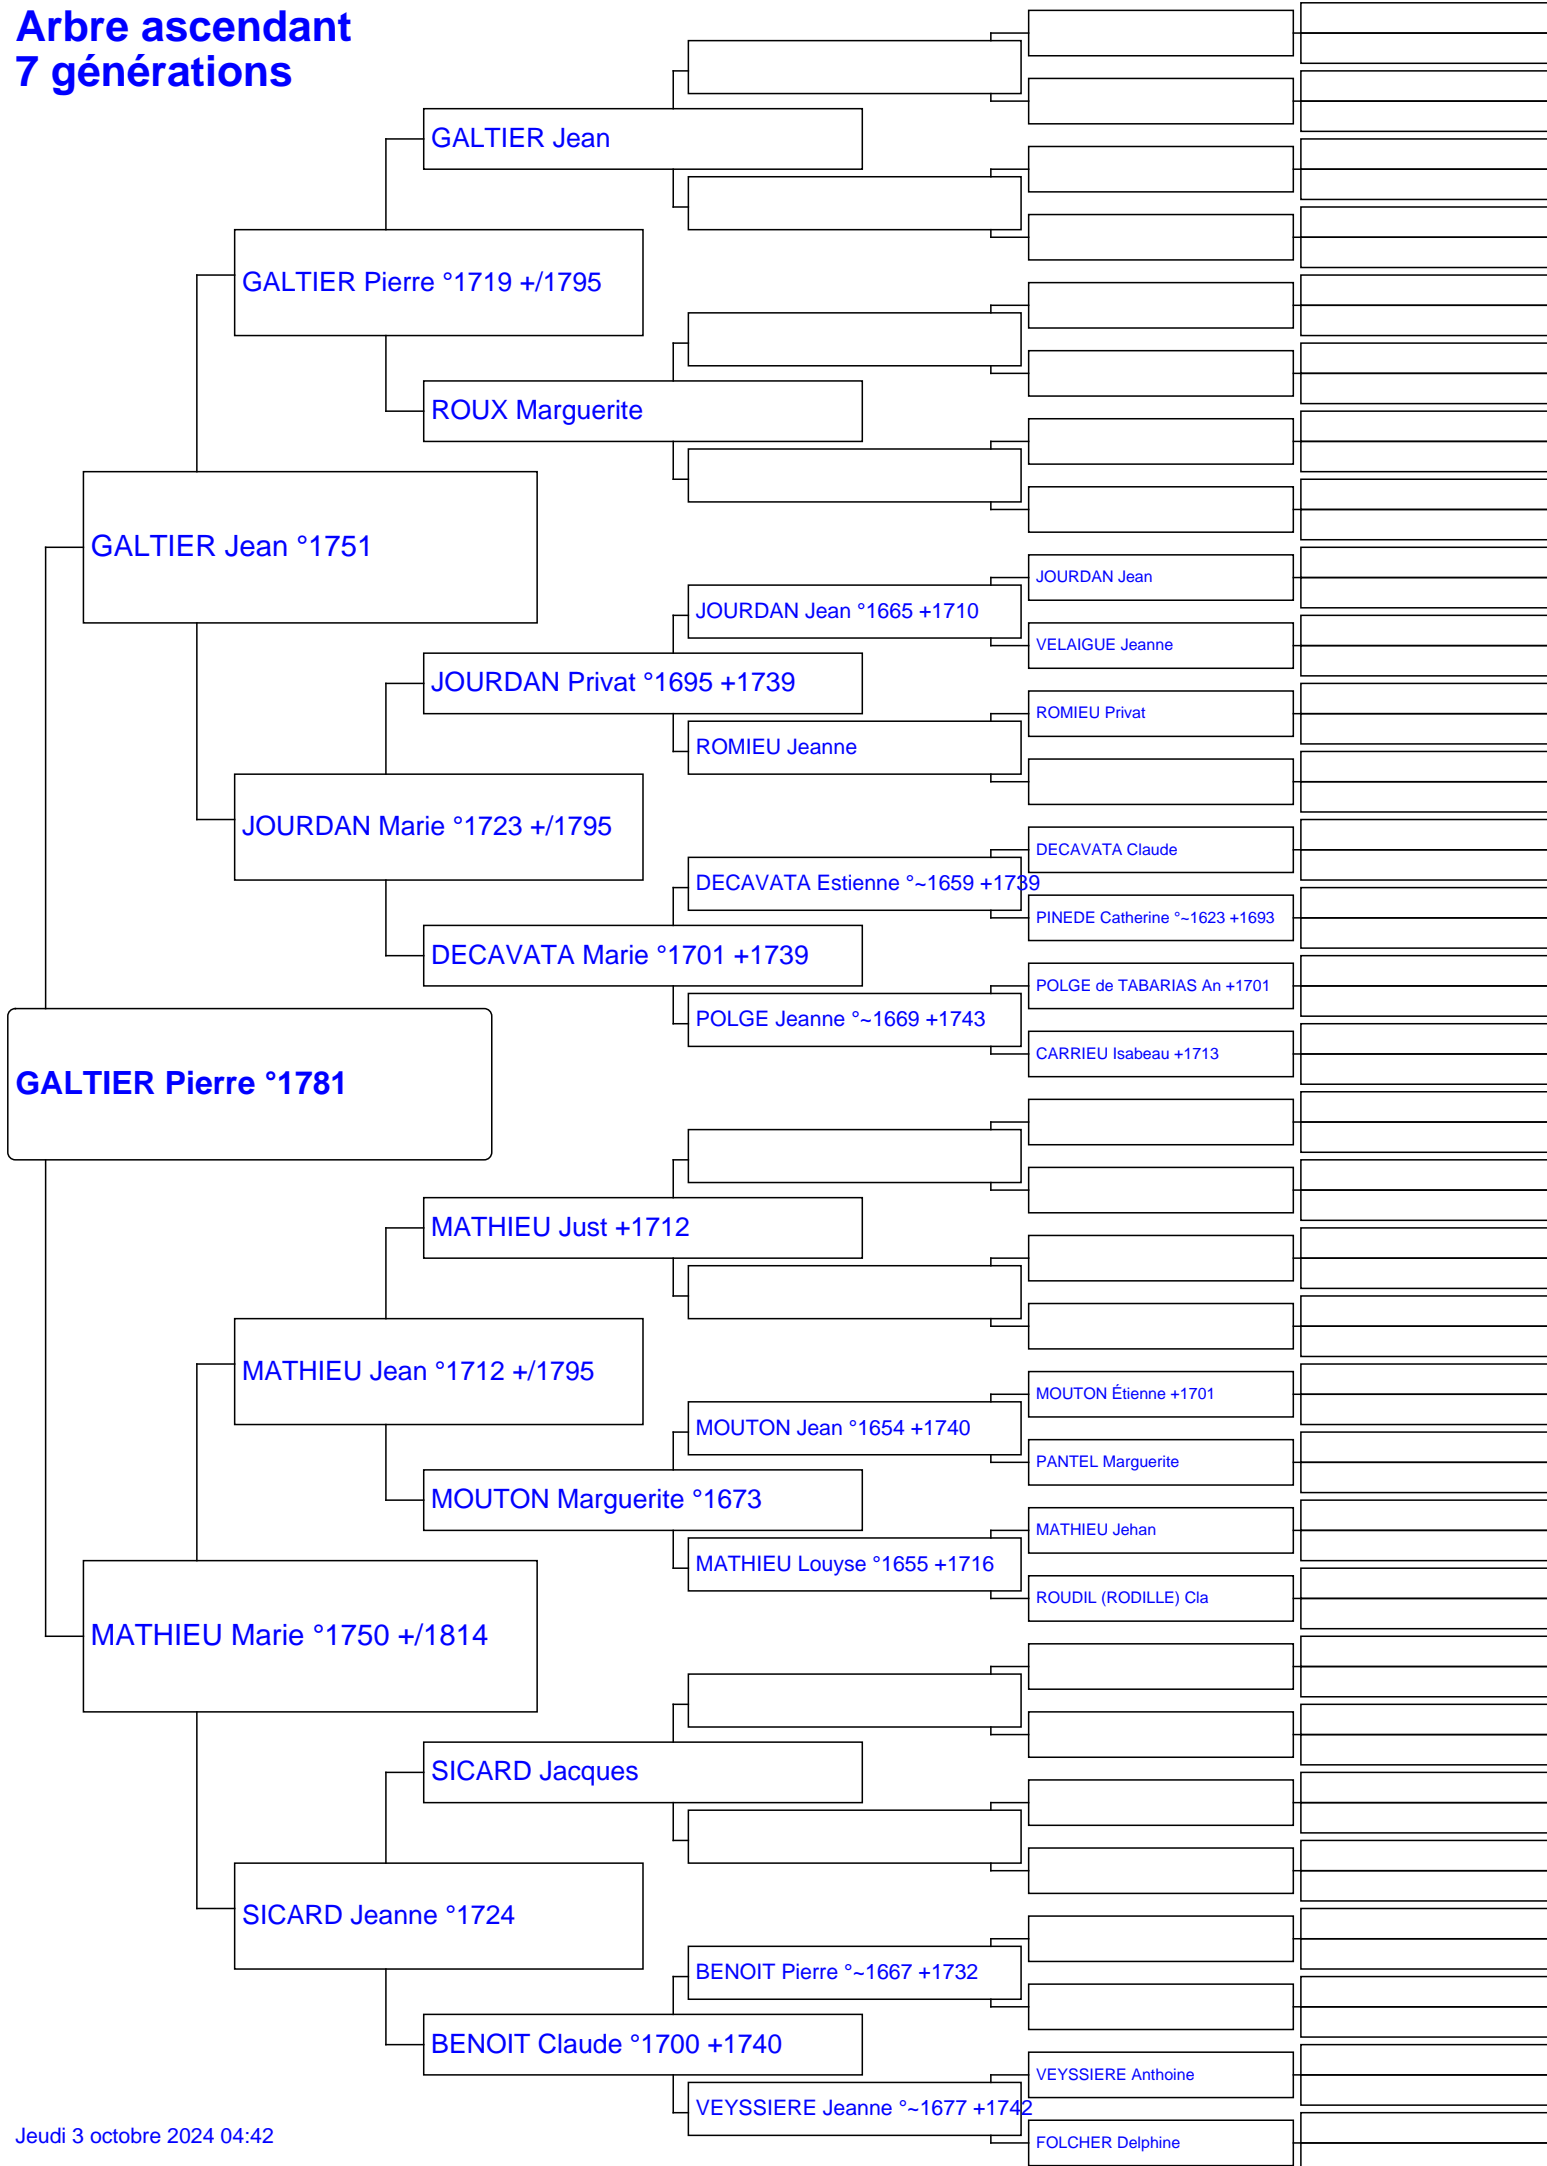 Arbre ascendant
7 générations
GALTIER Jean
GALTIER Pierre °1719 +/1795
ROUX Marguerite
GALTIER Jean °1751
JOURDAN Jean
JOURDAN Jean °1665 +1710
VELAIGUE Jeanne
JOURDAN Privat °1695 +1739
ROMIEU Privat
ROMIEU Jeanne
JOURDAN Marie °1723 +/1795
DECAVATA Claude
DECAVATA Estienne °~1659 +1739
PINEDE Catherine °~1623 +1693
DECAVATA Marie °1701 +1739
POLGE de TABARIAS An +1701
POLGE Jeanne °~1669 +1743
CARRIEU Isabeau +1713
GALTIER Pierre °1781
MATHIEU Just +1712
MATHIEU Jean °1712 +/1795
MOUTON Étienne +1701
MOUTON Jean °1654 +1740
PANTEL Marguerite
MOUTON Marguerite °1673
MATHIEU Jehan
MATHIEU Louyse °1655 +1716
ROUDIL (RODILLE) Cla
MATHIEU Marie °1750 +/1814
SICARD Jacques
SICARD Jeanne °1724
BENOIT Pierre °~1667 +1732
BENOIT Claude °1700 +1740
VEYSSIERE Anthoine
VEYSSIERE Jeanne °~1677 +1742
FOLCHER Delphine
Jeudi 3 octobre 2024 04:42